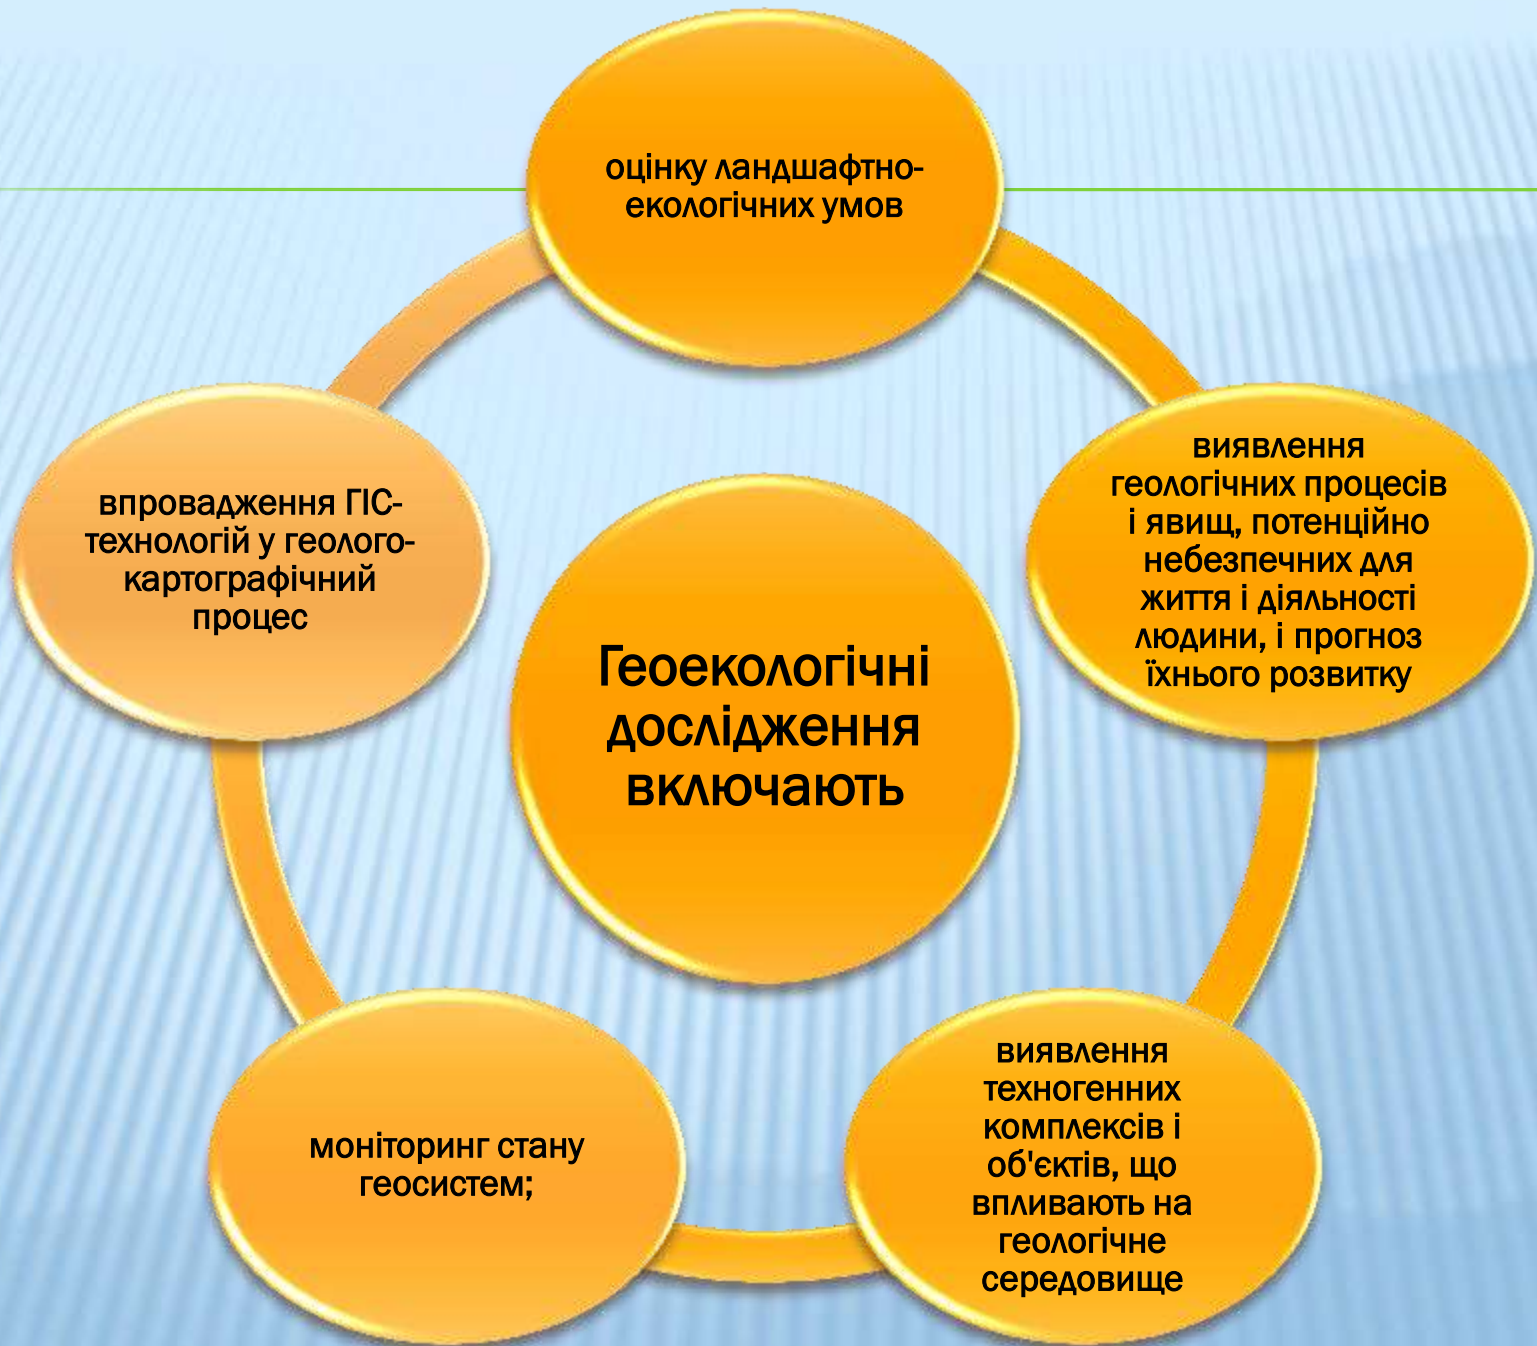 Геоекологічні
дослідження
включають
оцінку ландшафтно-
екологічних умов
виявлення
геологічних процесів
і явищ, потенційно
небезпечних для
життя і діяльності
людини, і прогноз
їхнього розвитку
виявлення
техногенних
комплексів і
об'єктів, що
впливають на
геологічне
середовище
моніторинг стану
геосистем;
впровадження ГІС-
технологій у геолого-
картографічний
процес